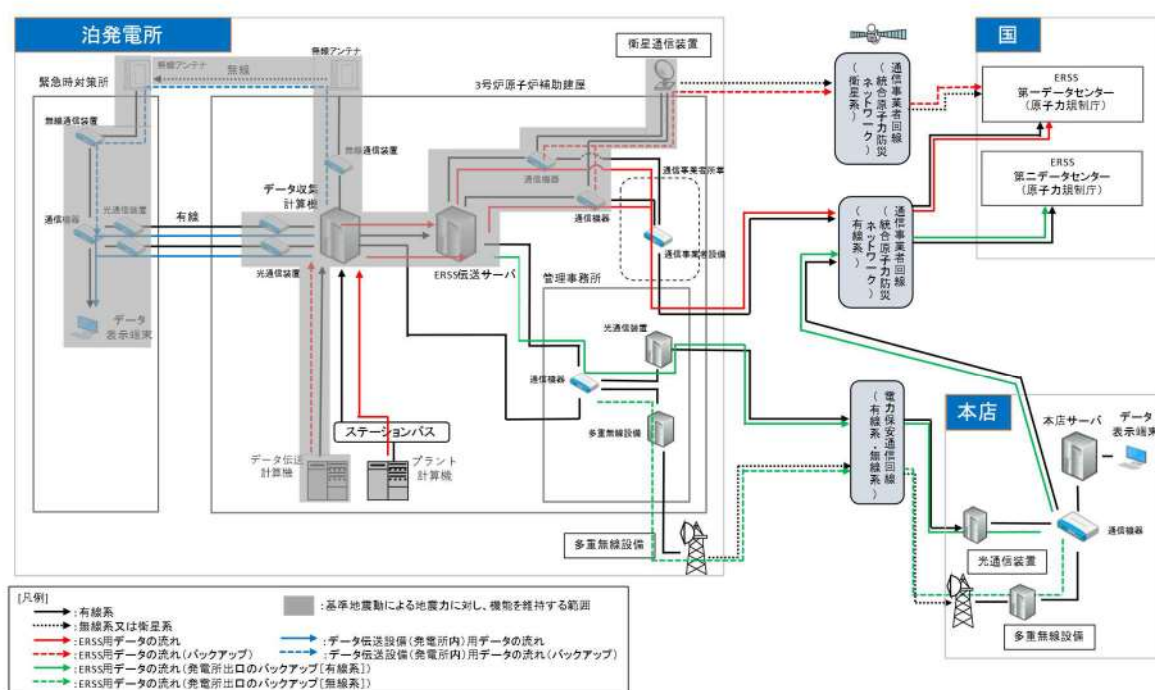 泊発電所
緊急時対策所
無線アンテナ
無線
無線アンテナ
3号炉原子炉補助建屋
衛星通信装置
無線通信装置
無線通信装置
データ収集
計算機
通信機器
光通信装置
有線
光通信装置
通信機器
通信機器
通信事業者所掌
通信事業者設備
ERSS伝送サーバ
データ
表示端末
管理事務所
光通信装置
通信機器
多重無線設備
ステーションバス
データ伝送
計算機
プラント
計算機
多重無線設備
通信事業者回線
(統合原子力防災
ネットワーク)
(衛星系)
通信事業者回線
(統合原子力防災
ネットワーク)
(有線系)
電力保安通信回線
(有線系・無線系)
国
ERSS
第一データセンター
(原子力規制庁)
ERSS
第二データセンター
(原子力規制庁)
本店
本店サーバ
データ
表示端末
通信機器
光通信装置
多重無線設備
[凡例]
:有線系
:無線系又は衛星系
:ERSS用データの流れ
:ERSS用データの流れ(バックアップ)
:ERSS用データの流れ(発電所出口のバックアップ[有線系])
:ERSS用データの流れ(発電所出口のバックアップ[無線系])
:基準地震動による地震力に対し、機能を維持する範囲
:データ伝送設備(発電所内)用データの流れ
:データ伝送設備(発電所内)用データの流れ(バックアップ)